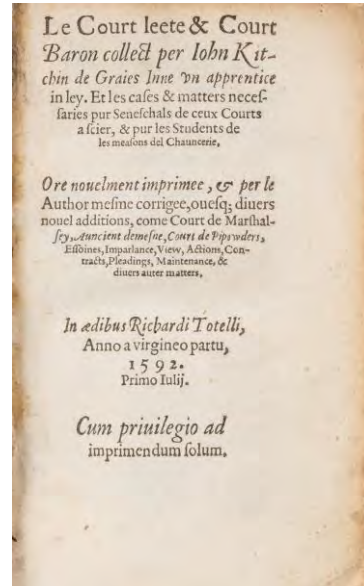 Le Court leete & Court
Baron collect per Iohn Kit-
chin de Graies Inne vn apprentice
in ley. Et les caſes & matters neceſ-
ſaries pur Seneſchals de ceux Courts
a ſcier, & pur les Students de
les meaſons del Chauncerie.
Ore nouelment imprimee, & per le
Author meſme corrigee, oueſq; diuers
nouel additions, come Court de Marſhal-
ſey, Auncient demeſne, Court de Pipowders,
Eſſoines, Imparlance, View, Actions, Con-
tracts, Pleadings, Maintenance, &
diuers auter matters.
In ædibus Richardi Totelli,
Anno a virgineo partu,
1592.
Primo Iulij.
Cum priuilegio ad
imprimendum ſolum.